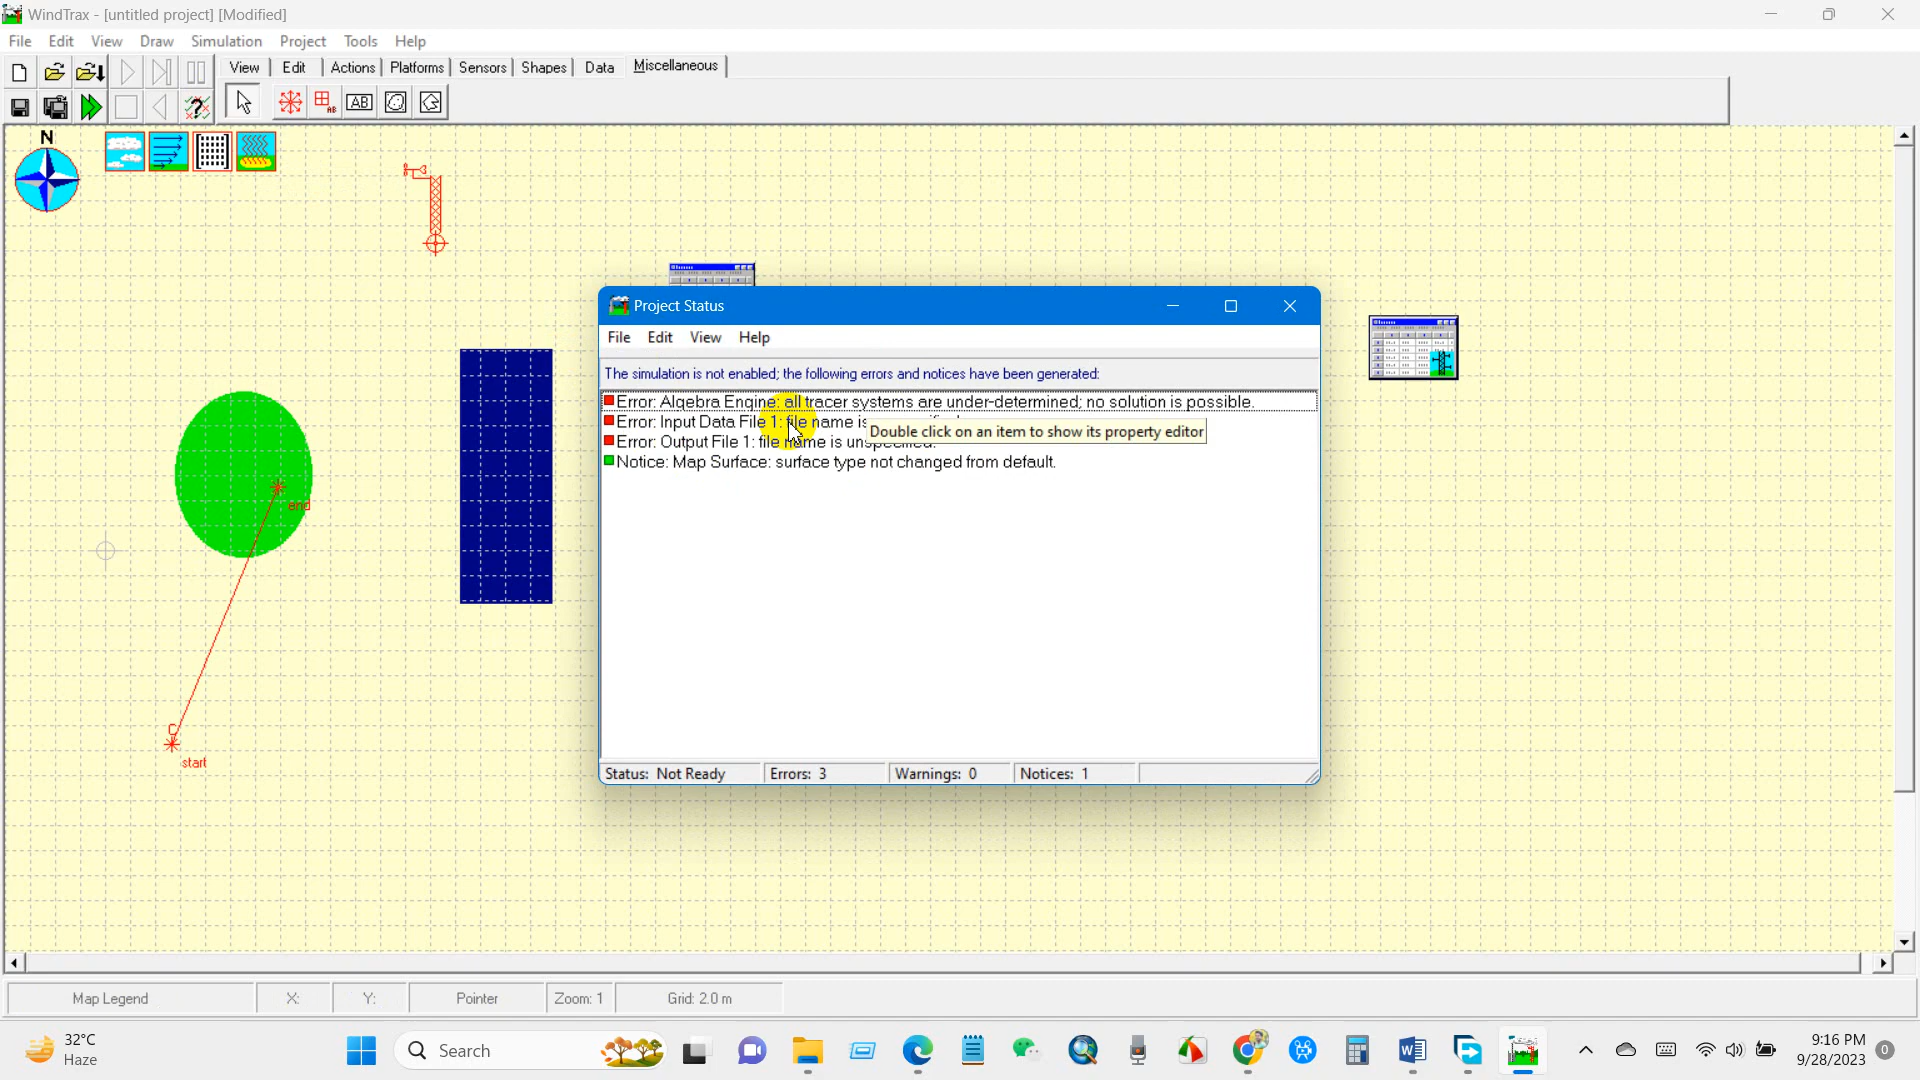 WindTrax - [untitled project] [Modified]
File Edit View Draw Simulation Project Tools Help
View Edit Actions Platforms Sensors Shapes Data Miscellaneous
AB AB
N
Project Status
File Edit View Help
The simulation is not enabled; the following errors and notices have been generated:
Error: Algebra Engine: all tracer systems are under-determined; no solution is possible.
Error: Input Data File 1: file name is
Double click on an item to show its property editor
Error: Output File 1: file name is unspecified.
Notice: Map Surface: surface type not changed from default.
end
C
start
Status: Not Ready Errors: 3 Warnings: 0 Notices: 1
Map Legend X: Y: Pointer Zoom: 1 Grid: 2.0 m
32°C
Haze
Search
9:16 PM
9/28/2023
0